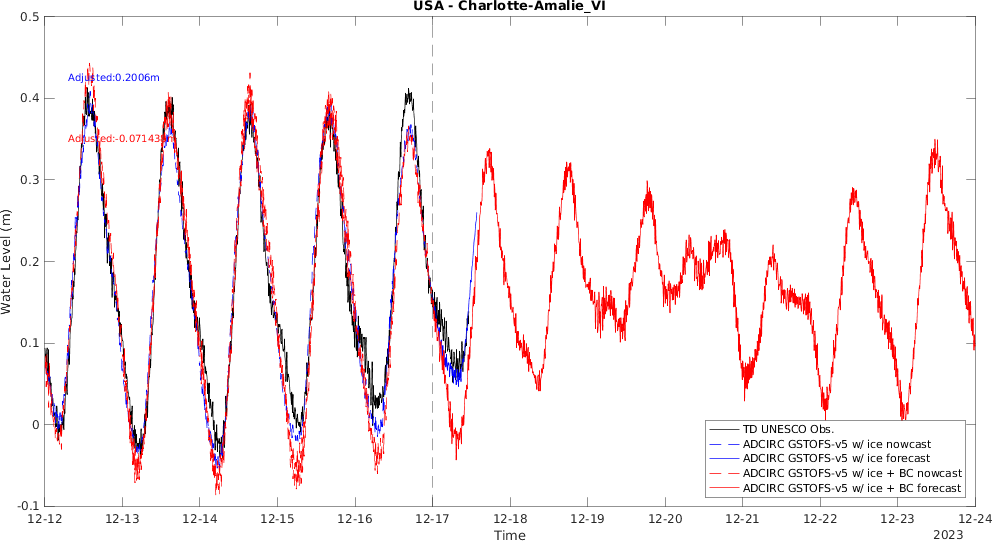 USA - Charlotte-Amalie_VI
0.5
0.4
0.3
0.2
0.1
0
-0.1
Water Level (m)
Adjusted:0.2006m
TD UNESCO Obs.
ADCIRC GSTOFS-v5 w/ ice nowcast
ADCIRC GSTOFS-v5 w/ ice forecast
ADCIRC GSTOFS-v5 w/ ice + BC nowcast
ADCIRC GSTOFS-v5 w/ ice + BC forecast
12-12 12-13 12-14 12-15 12-16 12-17 12-18 12-19 12-20 12-21 12-22 12-23 12-24
Time
2023